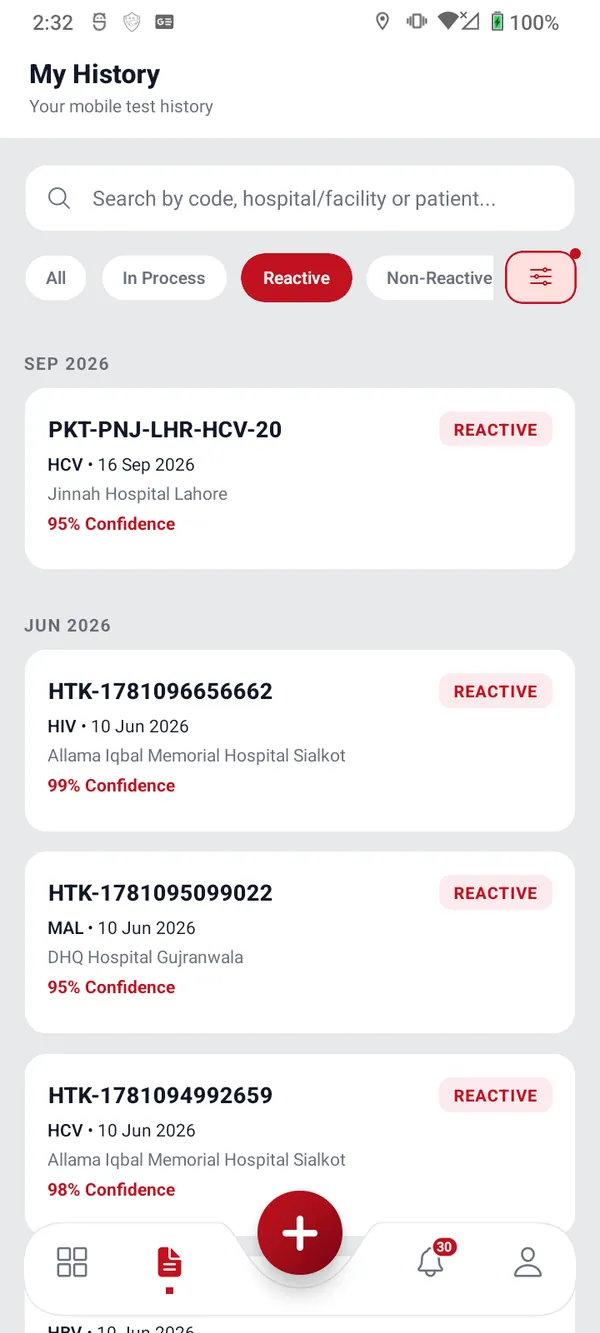 2:32
100%
My History
Your mobile test history
Search by code, hospital/facility or patient...
All
In Process
Reactive
Non-Reactive
SEP 2026
PKT-PNJ-LHR-HCV-20
REACTIVE
HCV • 16 Sep 2026
Jinnah Hospital Lahore
95% Confidence
JUN 2026
HTK-1781096656662
REACTIVE
HIV • 10 Jun 2026
Allama Iqbal Memorial Hospital Sialkot
99% Confidence
HTK-1781095099022
REACTIVE
MAL • 10 Jun 2026
DHQ Hospital Gujranwala
95% Confidence
HTK-1781094992659
REACTIVE
HCV • 10 Jun 2026
Allama Iqbal Memorial Hospital Sialkot
98% Confidence
30
HBV • 10 Jun 2026